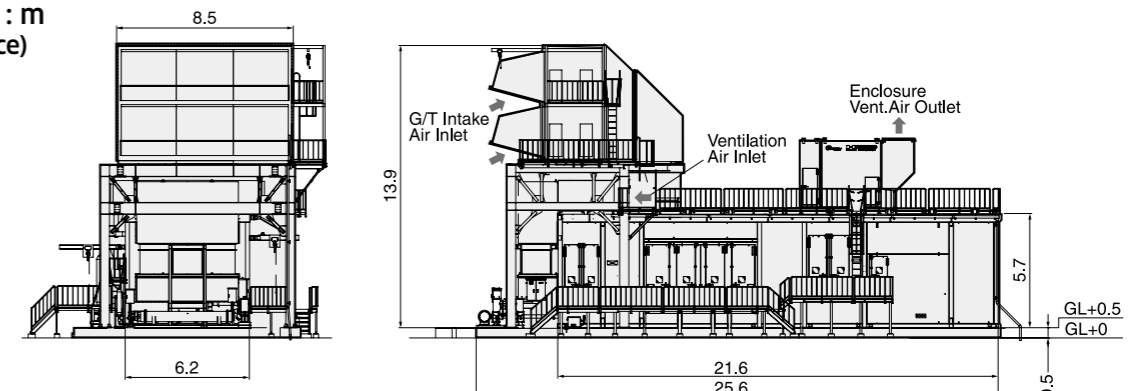 : m
ce)
8.5
6.2
13.9
G/T Intake
Air Inlet
Ventilation
Air Inlet
Enclosure
Vent.Air Outlet
5.7
GL+0.5
GL+0
21.6
25.6
0.5